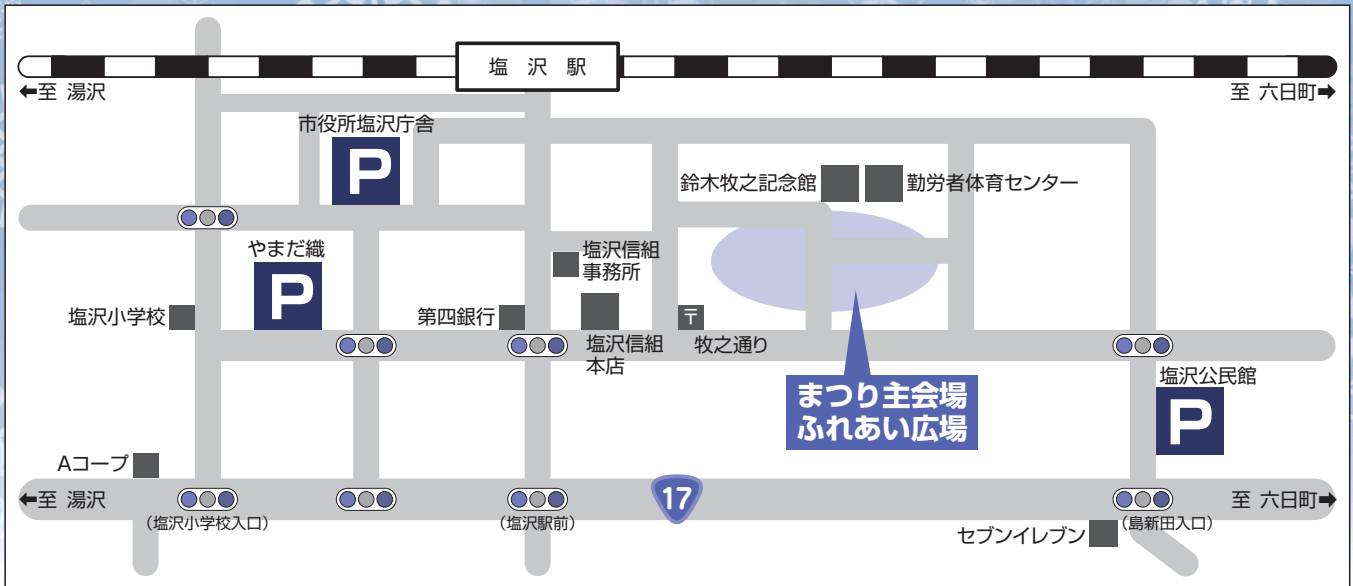 塩沢駅
←至 湯沢
至 六日町→
市役所塩沢庁舎
P
鈴木牧之記念館
勤労者体育センター
やまだ織
P
塩沢信組
事務所
塩沢小学校
第四銀行
〒
塩沢信組
本店
牧之通り
まつり主会場
ふれあい広場
塩沢公民館
P
Aコープ
←至 湯沢
17
至 六日町→
(塩沢小学校入口)
(塩沢駅前)
(島新田入口)
セブンイレブン